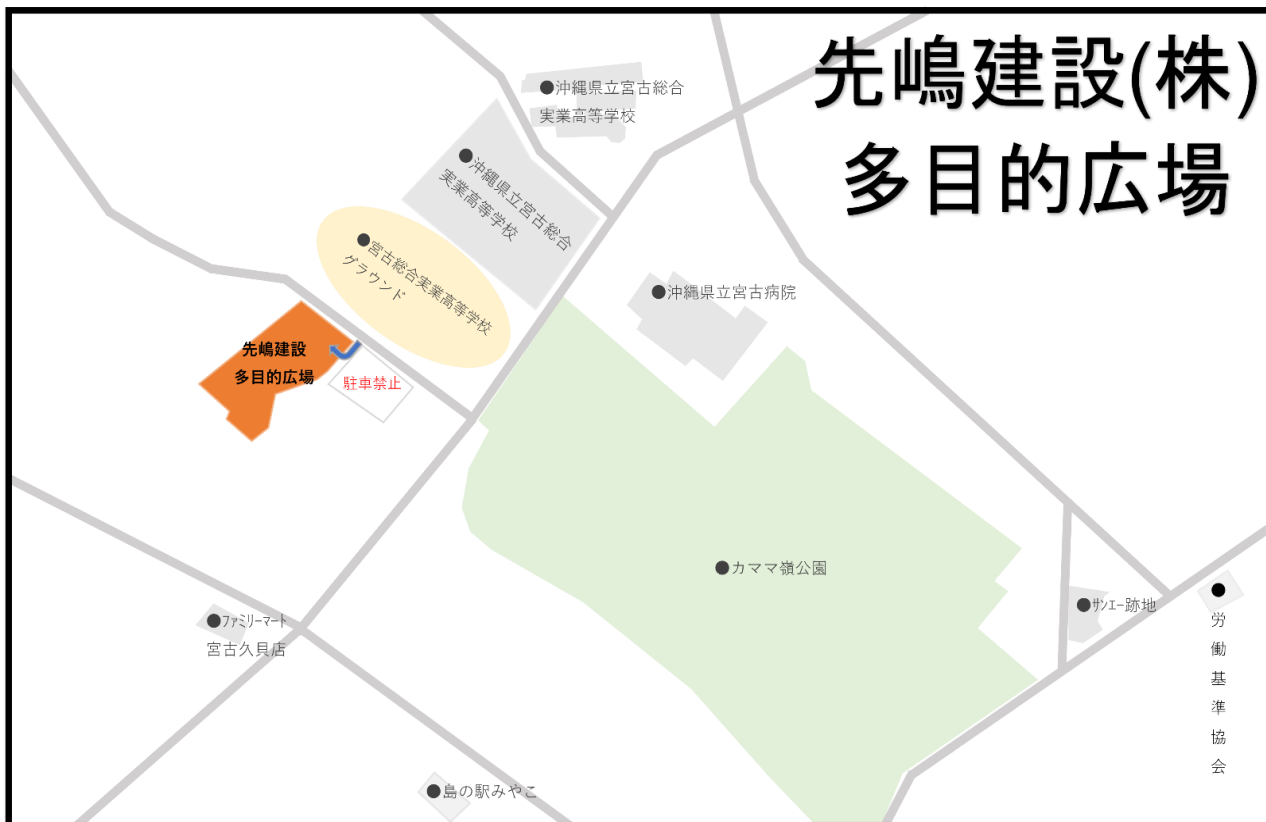 先嶋建設(株)
多目的広場
●沖縄県立宮古総合
実業高等学校
●沖縄県立宮古総合
実業高等学校
●宮古総合実業高等学校
グラウンド
●沖縄県立宮古病院
先嶋建設
多目的広場
駐車禁止
●カママ嶺公園
●ファミリーマート
宮古久貝店
●サンエー跡地
●
労
働
基
準
協
会
●島の駅みやこ